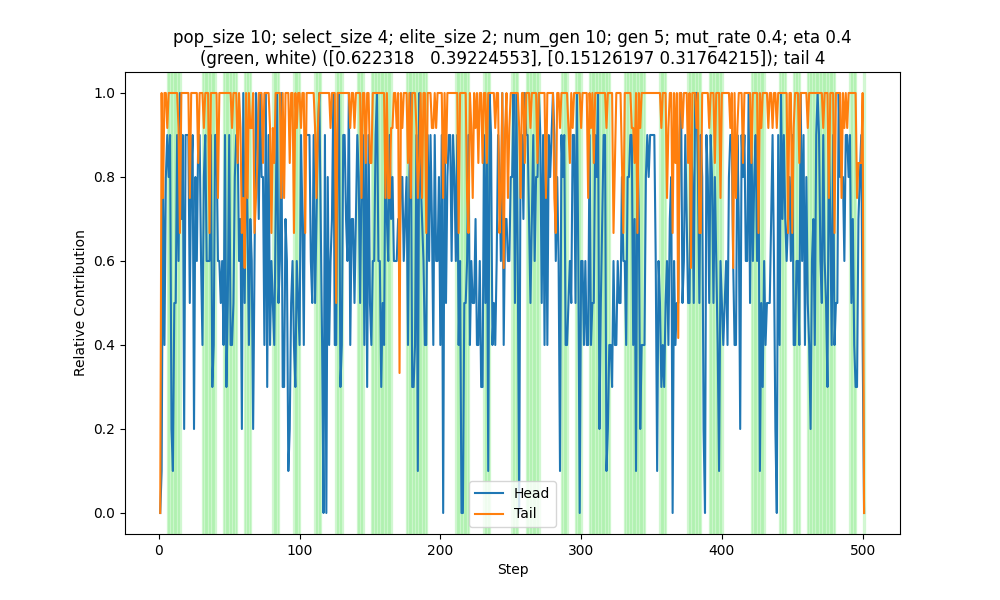 pop_size 10; select_size 4; elite_size 2; num_gen 10; gen 5; mut_rate 0.4; eta 0.4
(green, white) ([0.622318   0.39224553], [0.15126197 0.31764215]); tail 4
Relative Contribution
1.0
0.8
0.6
0.4
0.2
0.0
Head
Tail
0
100
200
300
400
500
Step